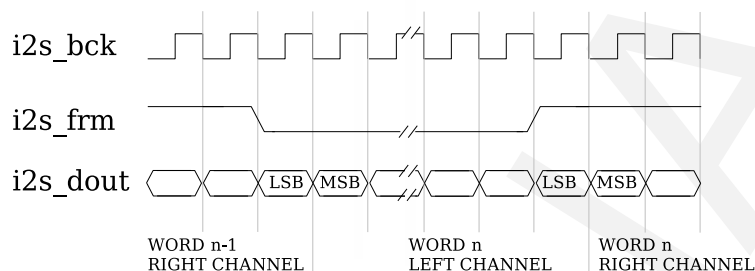 i2s_bck
i2s_frm
i2s_dout
LSB MSB LSB MSB
WORD n-1
RIGHT CHANNEL
WORD n
LEFT CHANNEL
WORD n
RIGHT CHANNEL